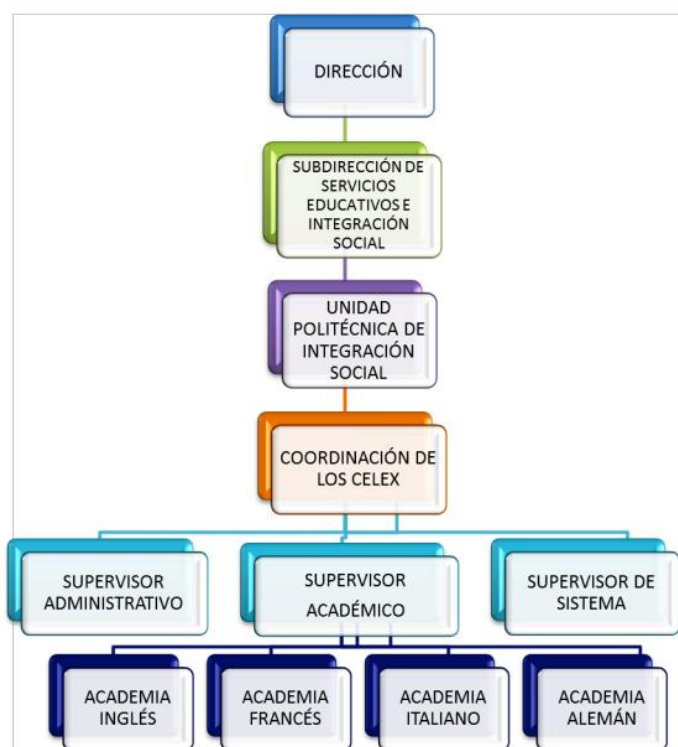 DIRECCIÓN
SUBDIRECCIÓN DE
SERVICIOS
EDUCATIVOS E
INTEGRACIÓN
SOCIAL
UNIDAD
POLITÉCNICA DE
INTEGRACIÓN
SOCIAL
COORDINACIÓN DE
LOS CELEX
SUPERVISOR
ADMINISTRATIVO
SUPERVISOR
ACADÉMICO
SUPERVISOR DE
SISTEMA
ACADEMIA
INGLÉS
ACADEMIA
FRANCÉS
ACADEMIA
ITALIANO
ACADEMIA
ALEMÁN